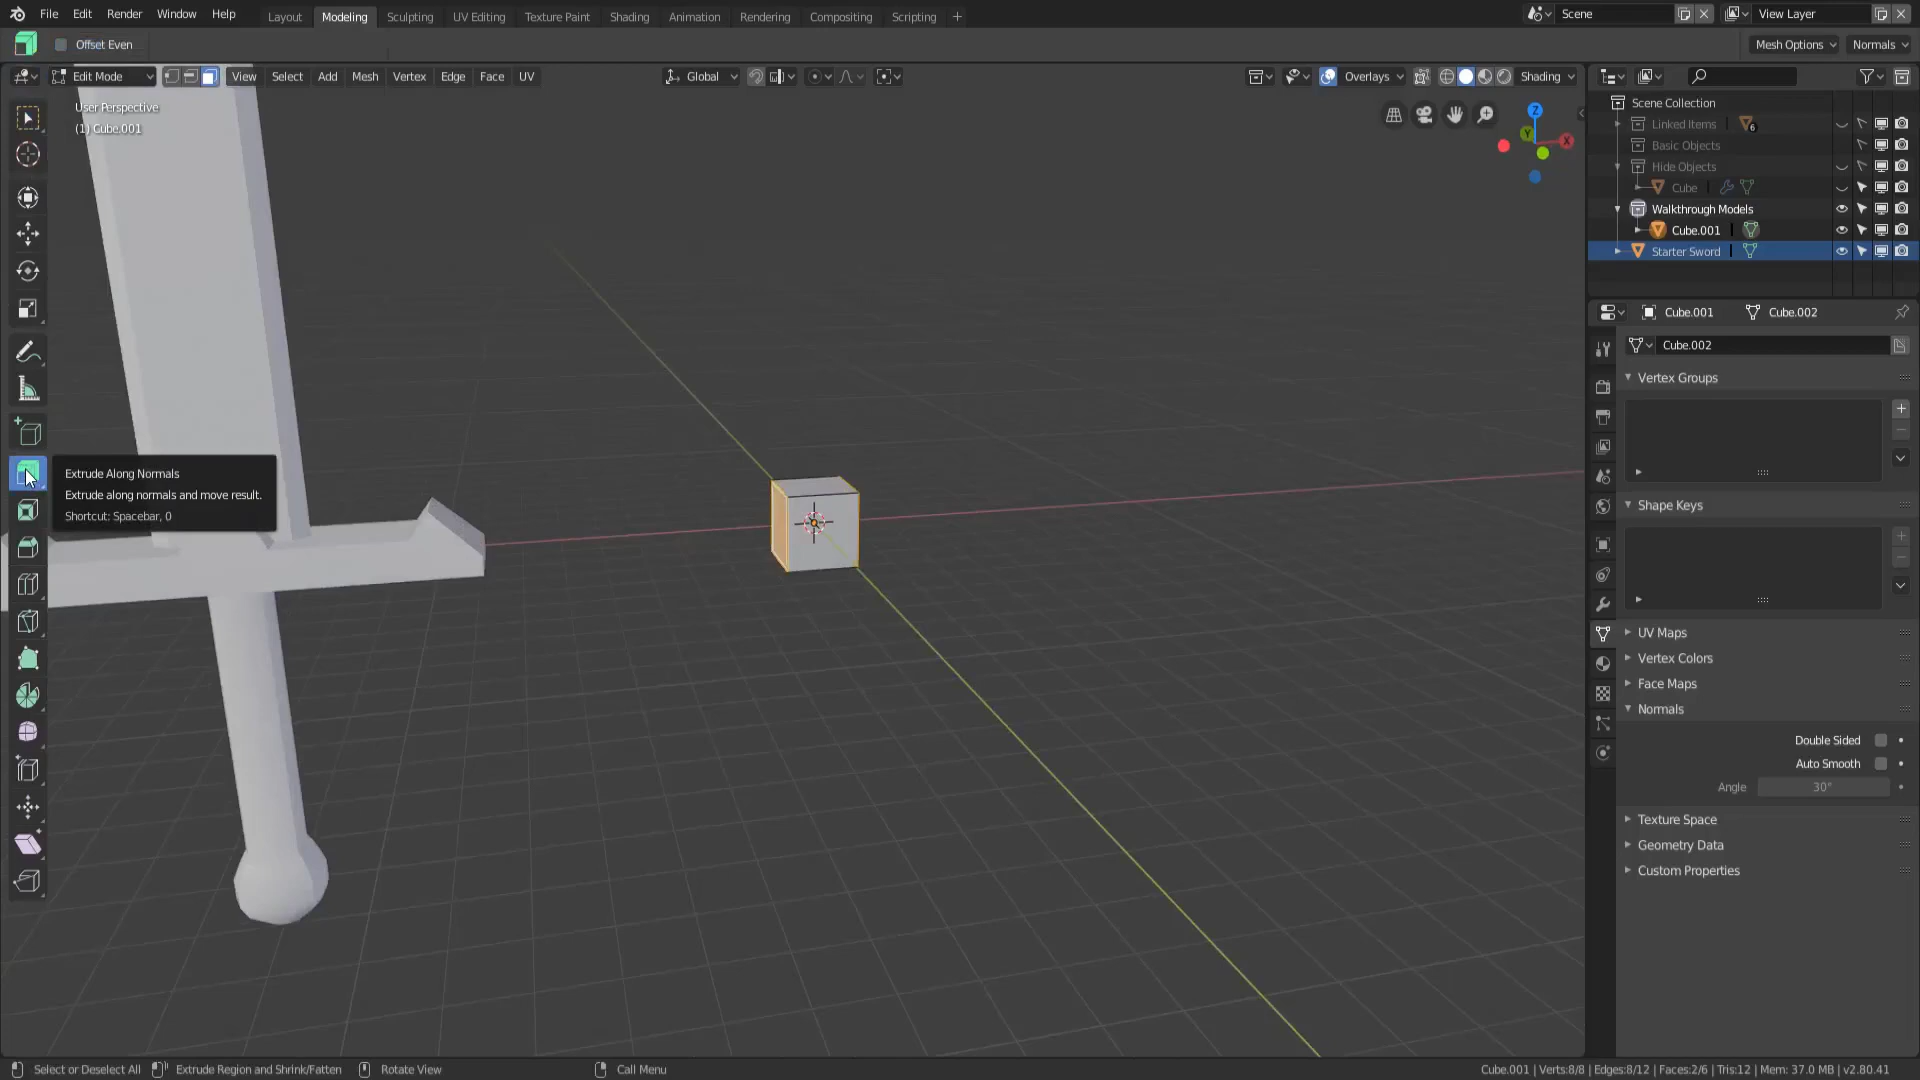 File Edit Render Window Help Layout Modeling Sculpting UV Editing Texture Paint Shading Animation Rendering Compositing Scripting + Scene View Layer
Offset Even Mesh Options Normals
Edit Mode View Select Add Mesh Vertex Edge Face UV Global Overlays Shading
User Perspective
(1) Cube.001
Z
Y
X
Scene Collection
Linked Items 6
Basic Objects
Hide Objects
Cube
Walkthrough Models
Cube.001
Starter Sword
Cube.001 Cube.002
Cube.002
Vertex Groups
Shape Keys
UV Maps
Vertex Colors
Face Maps
Normals
Double Sided
Auto Smooth
Angle 30°
Texture Space
Geometry Data
Custom Properties
Extrude Along Normals
Extrude along normals and move result.
Shortcut: Spacebar, 0
Select or Deselect All Extrude Region and Shrink/Fatten Rotate View Call Menu Cube.001 | Verts:8/8 | Edges:8/12 | Faces:2/6 | Tris:12 | Mem: 37.0 MB | v2.80.41